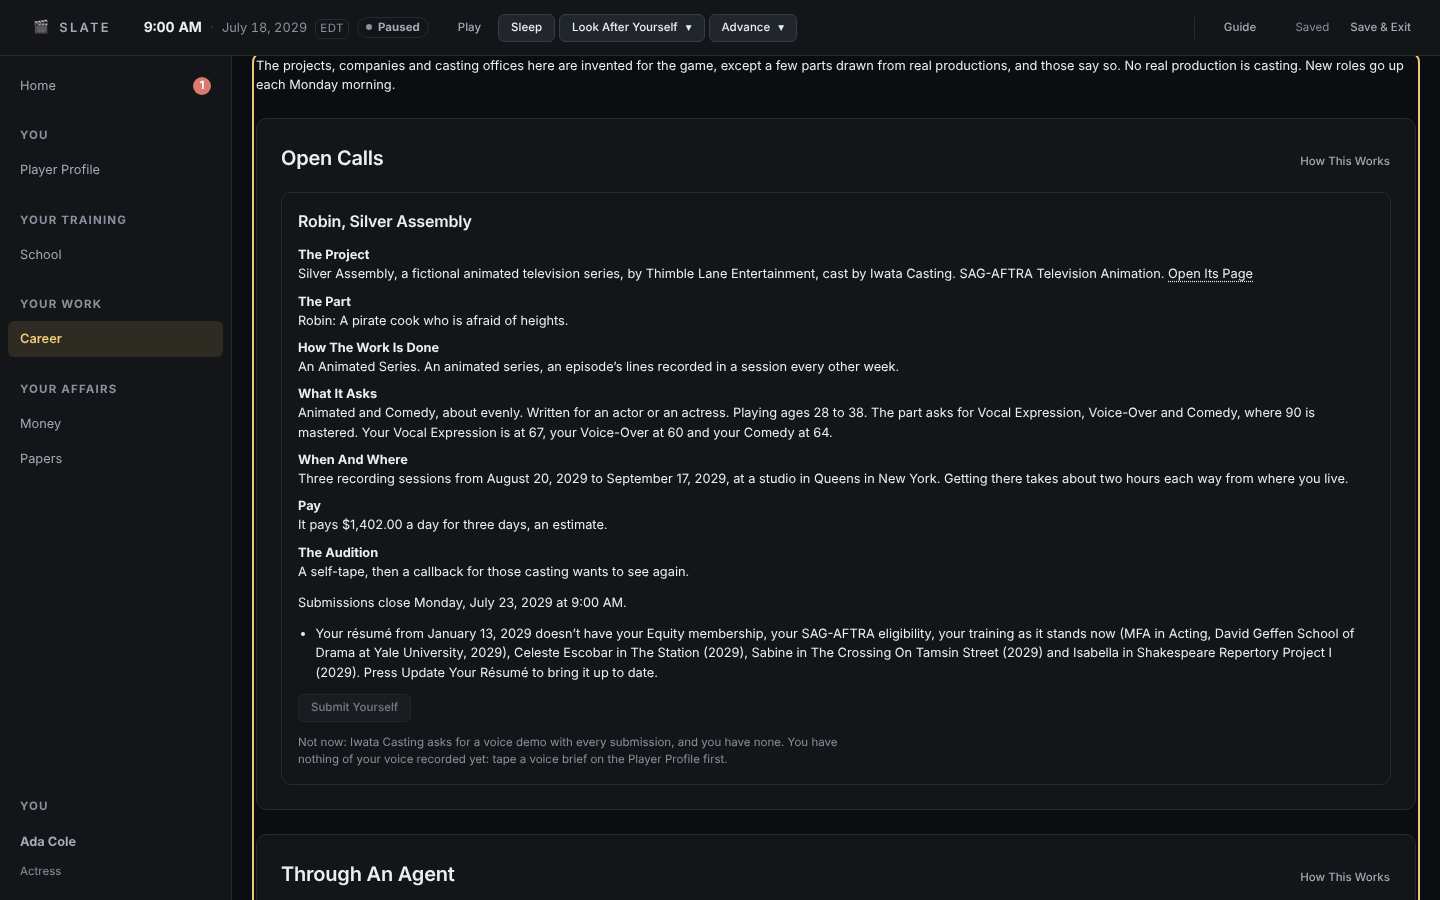 SLATE
9:00 AM · July 18, 2029 EDT
Paused
Play
Sleep
Look After Yourself ▾
Advance ▾
Guide
Saved
Save & Exit
Home
1
YOU
Player Profile
YOUR TRAINING
School
YOUR WORK
Career
YOUR AFFAIRS
Money
Papers
YOU
Ada Cole
Actress
The projects, companies and casting offices here are invented for the game, except a few parts drawn from real productions, and those say so. No real production is casting. New roles go up
each Monday morning.
Open Calls
How This Works
Robin, Silver Assembly
The Project
Silver Assembly, a fictional animated television series, by Thimble Lane Entertainment, cast by Iwata Casting. SAG-AFTRA Television Animation. Open Its Page
The Part
Robin: A pirate cook who is afraid of heights.
How The Work Is Done
An Animated Series. An animated series, an episode’s lines recorded in a session every other week.
What It Asks
Animated and Comedy, about evenly. Written for an actor or an actress. Playing ages 28 to 38. The part asks for Vocal Expression, Voice-Over and Comedy, where 90 is
mastered. Your Vocal Expression is at 67, your Voice-Over at 60 and your Comedy at 64.
When And Where
Three recording sessions from August 20, 2029 to September 17, 2029, at a studio in Queens in New York. Getting there takes about two hours each way from where you live.
Pay
It pays $1,402.00 a day for three days, an estimate.
The Audition
A self-tape, then a callback for those casting wants to see again.
Submissions close Monday, July 23, 2029 at 9:00 AM.
• Your résumé from January 13, 2029 doesn’t have your Equity membership, your SAG-AFTRA eligibility, your training as it stands now (MFA in Acting, David Geffen School of
Drama at Yale University, 2029), Celeste Escobar in The Station (2029), Sabine in The Crossing On Tamsin Street (2029) and Isabella in Shakespeare Repertory Project I
(2029). Press Update Your Résumé to bring it up to date.
Submit Yourself
Not now: Iwata Casting asks for a voice demo with every submission, and you have none. You have
nothing of your voice recorded yet: tape a voice brief on the Player Profile first.
Through An Agent
How This Works